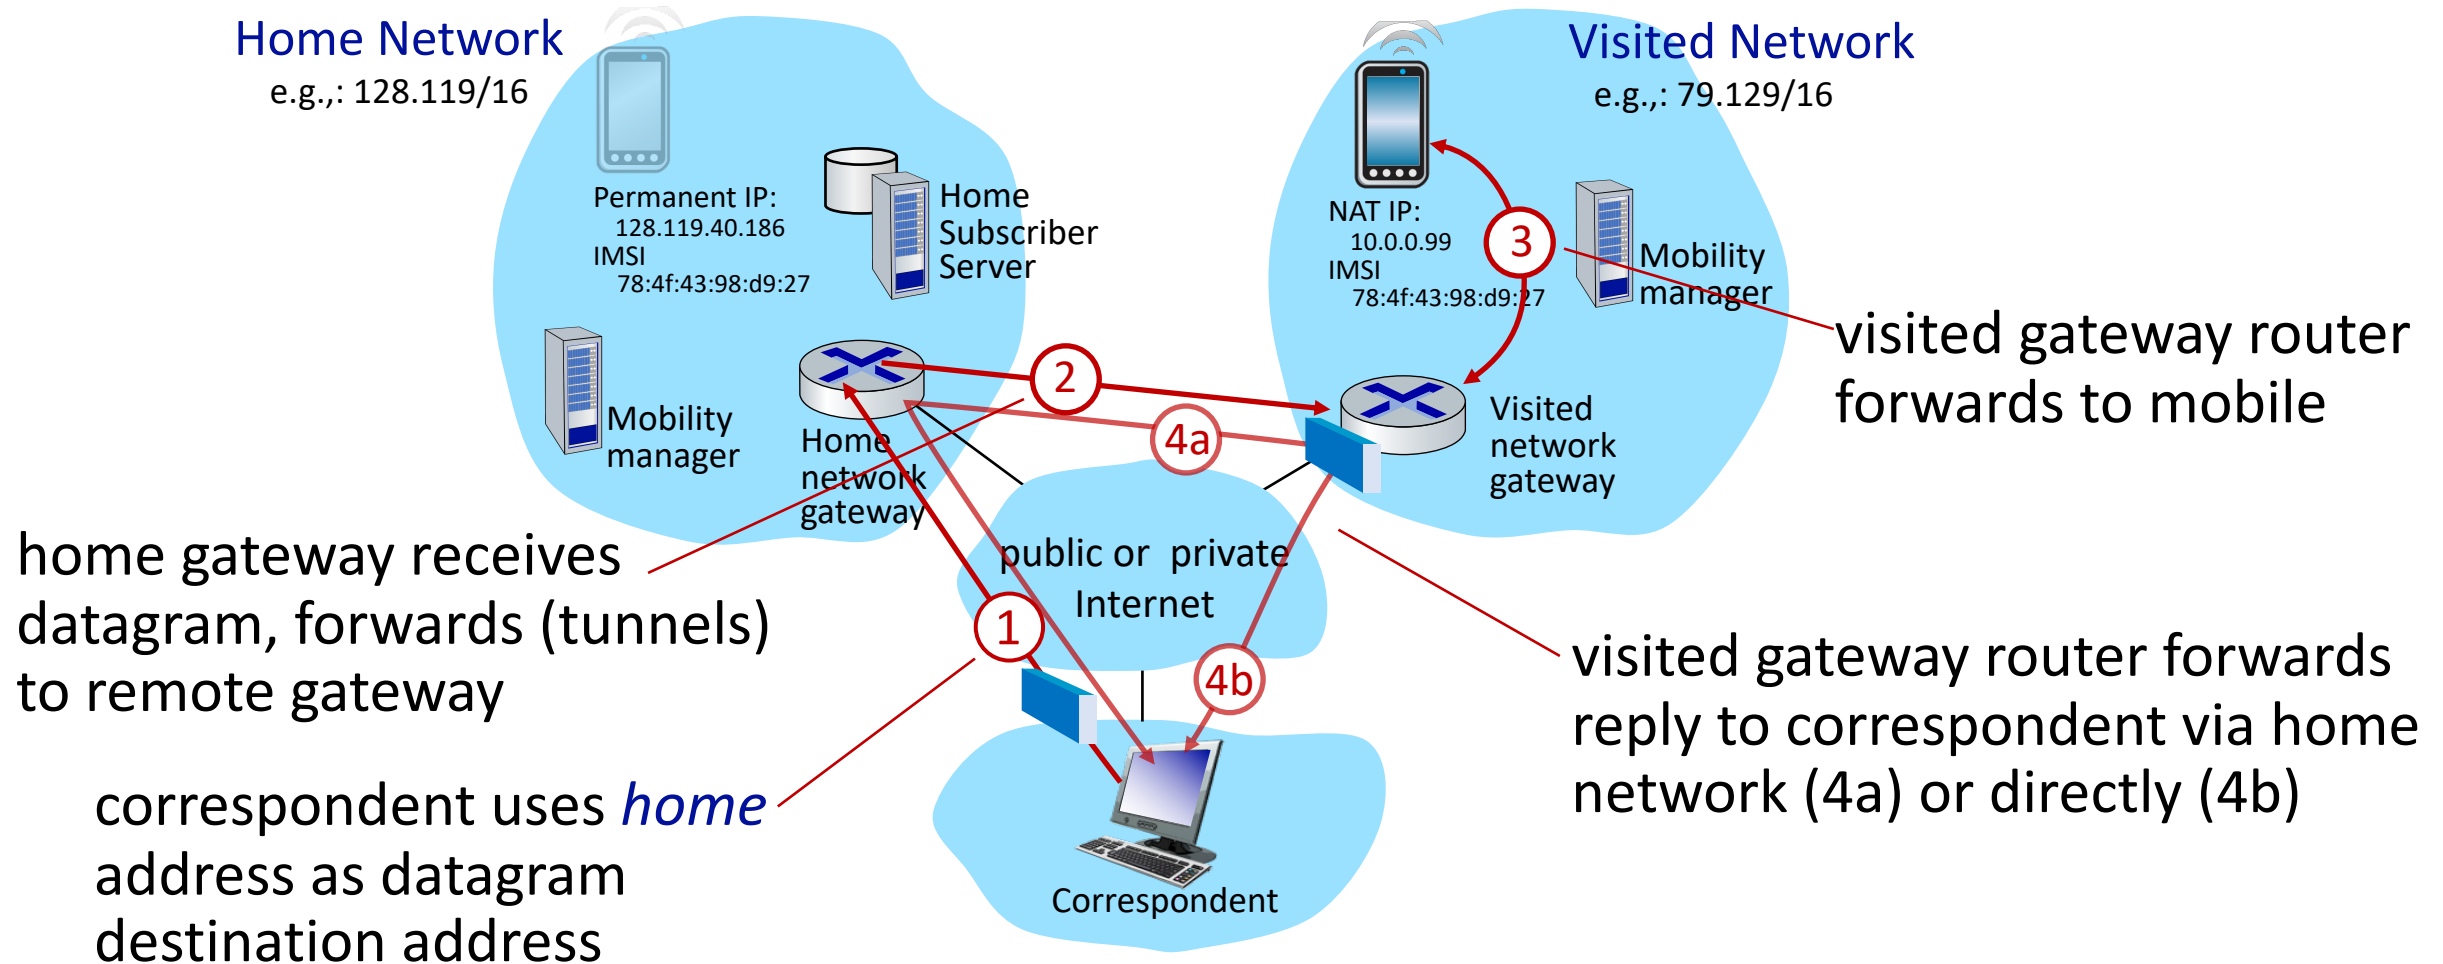 Home Network
e.g.,: 128.119/16
Visited Network
e.g.,: 79.129/16
Permanent IP:
128.119.40.186
IMSI
78:4f:43:98:d9:27
Home
Subscriber
Server
NAT IP:
10.0.0.99
IMSI
78:4f:43:98:d9:27
3
Mobility
manager
visited gateway router
forwards to mobile
Mobility
manager
Home
network
gateway
2
4a
Visited
network
gateway
home gateway receives
datagram, forwards (tunnels)
to remote gateway
public or private
Internet
1
4b
visited gateway router forwards
reply to correspondent via home
network (4a) or directly (4b)
correspondent uses home
address as datagram
destination address
Correspondent